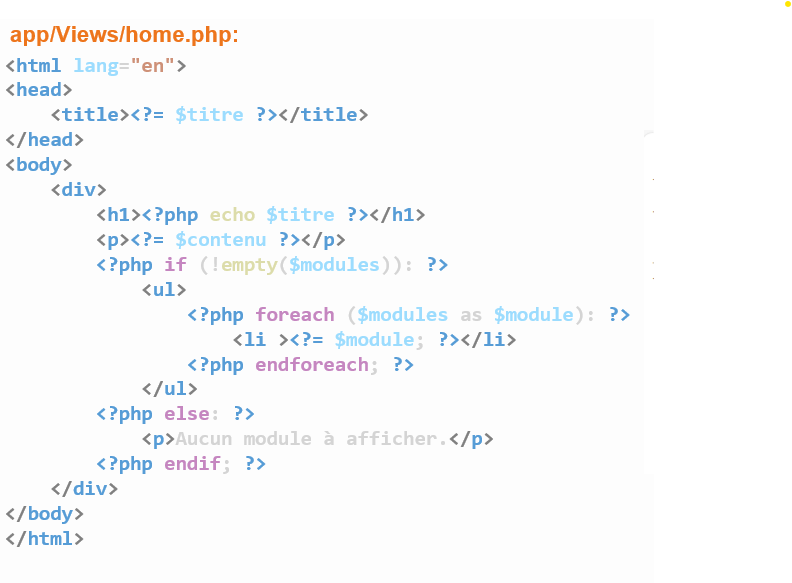 app/Views/home.php:
<html lang="en">
<head>
    <title><?= $titre ?></title>
</head>
<body>
    <div>
        <h1><?php echo $titre ?></h1>
        <p><?= $contenu ?></p>
        <?php if (!empty($modules)): ?>
            <ul>
                <?php foreach ($modules as $module): ?>
                    <li ><?= $module; ?></li>
                <?php endforeach; ?>
            </ul>
        <?php else: ?>
            <p>Aucun module à afficher.</p>
        <?php endif; ?>
    </div>
</body>
</html>